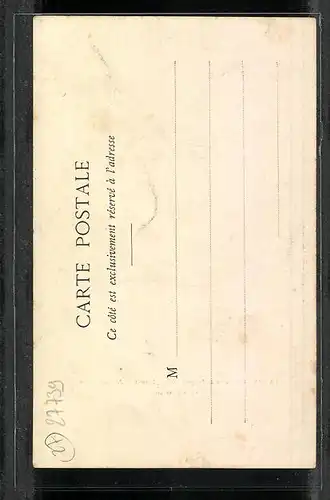 CARTE POSTALE
Ce côté est exclusivement réservé à l'adresse
M
27739